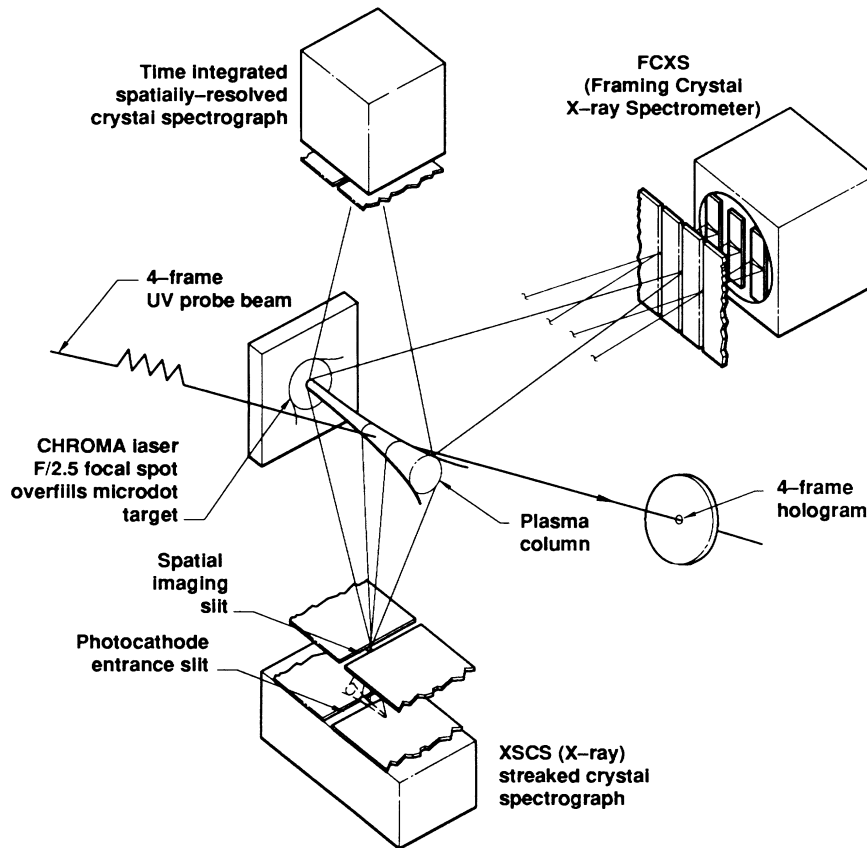 Time integrated
spatially–resolved
crystal spectrograph
FCXS
(Framing Crystal
X–ray Spectrometer)
4–frame
UV probe beam
CHROMA laser
F/2.5 focal spot
overfills microdot
target
Plasma
column
4–frame
hologram
Spatial
imaging
slit
Photocathode
entrance slit
XSCS (X–ray)
streaked crystal
spectrograph